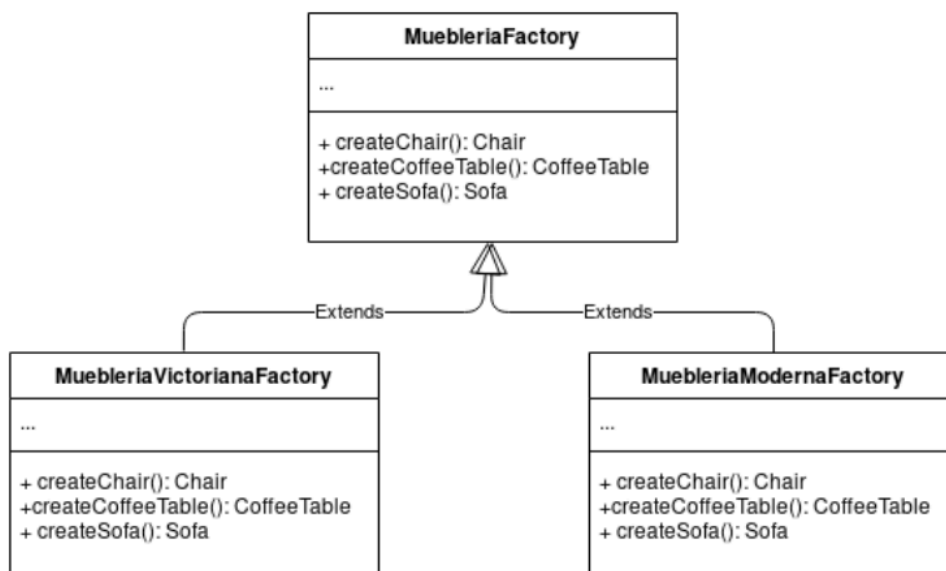 MuebleriaFactory
...
+ createChair(): Chair
+createCoffeeTable(): CoffeeTable
+ createSofa(): Sofa
Extends
Extends
MuebleriaVictorianaFactory
...
+ createChair(): Chair
+createCoffeeTable(): CoffeeTable
+ createSofa(): Sofa
MuebleriaModernaFactory
...
+ createChair(): Chair
+createCoffeeTable(): CoffeeTable
+ createSofa(): Sofa